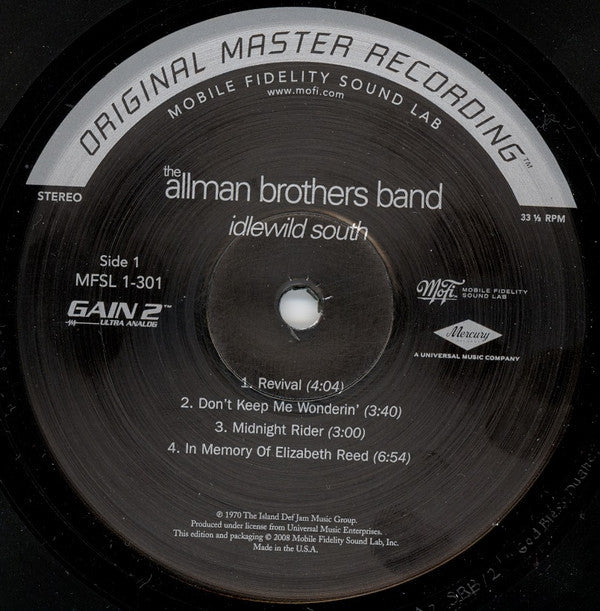 ORIGINAL MASTER RECORDING™
MOBILE FIDELITY SOUND LAB
www.mofi.com
STEREO
33 ⅓ RPM
the
allman brothers band
idlewild south
Side 1
MFSL 1-301
GAIN 2™
ULTRA ANALOG
MoFi MOBILE FIDELITY
SOUND LAB
Mercury
A UNIVERSAL MUSIC COMPANY
1. Revival (4:04)
2. Don't Keep Me Wonderin' (3:40)
3. Midnight Rider (3:00)
4. In Memory Of Elizabeth Reed (6:54)
℗ 1970 The Island Def Jam Music Group.
Produced under license from Universal Music Enterprises.
This edition and packaging © 2008 Mobile Fidelity Sound Lab, Inc.
Made in the U.S.A.
God Bless